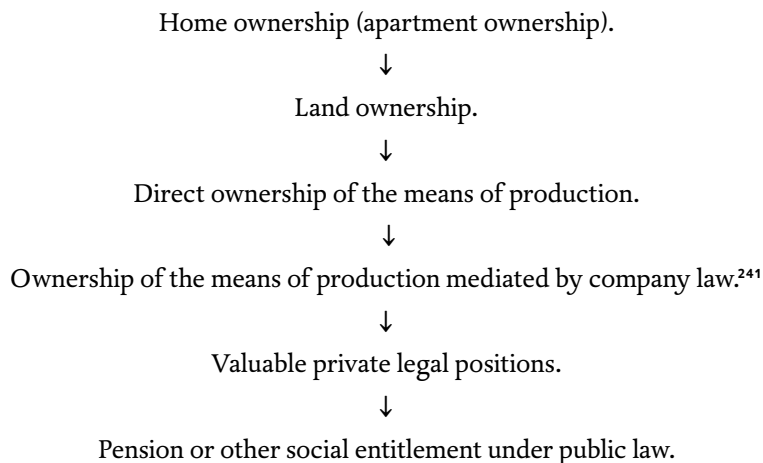 Home ownership (apartment ownership).
↓
Land ownership.
↓
Direct ownership of the means of production.
↓
Ownership of the means of production mediated by company law.²⁴¹
↓
Valuable private legal positions.
↓
Pension or other social entitlement under public law.